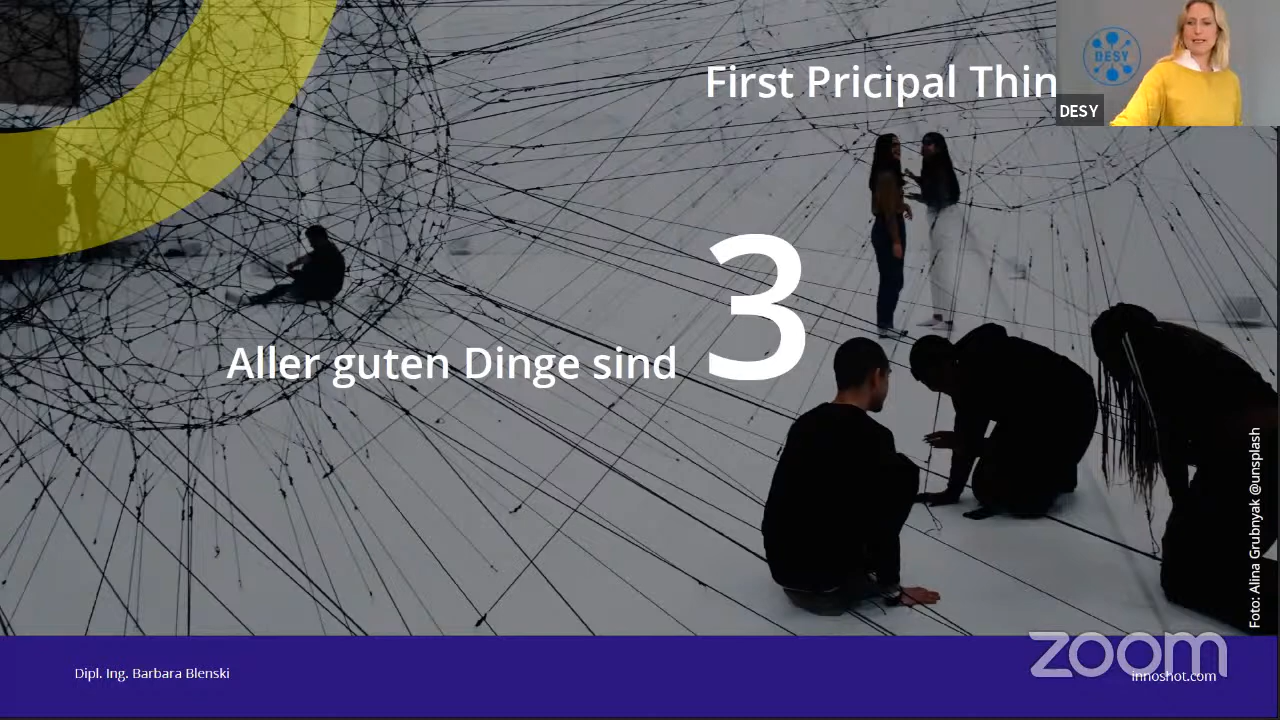 First Pricipal Thin
DESY
DESY
Aller guten Dinge sind 3
Foto: Alina Grubnyak @unsplash
Dipl. Ing. Barbara Blenski
zoom
innoshot.com